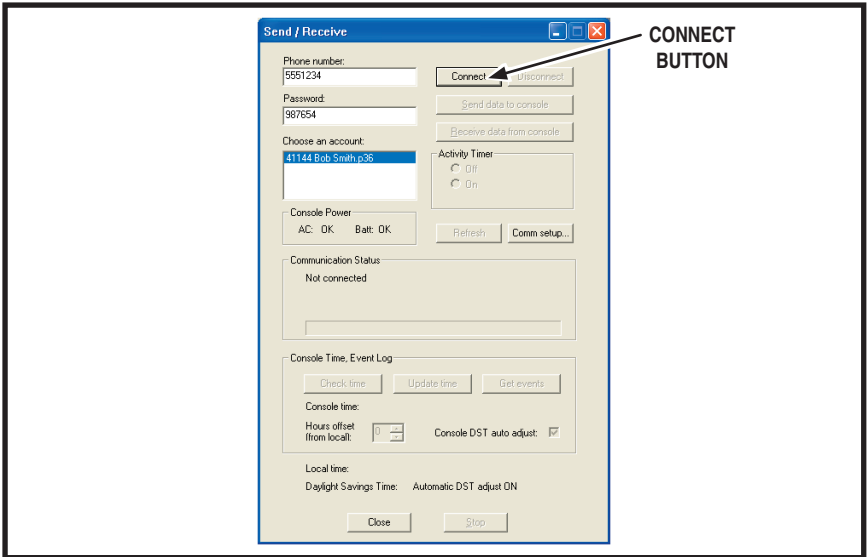 Send / Receive
CONNECT
BUTTON
Phone number:
5551234
Connect
Disconnect
Password:
987654
Send data to console
Receive data from console
Choose an account:
41144 Bob Smith.p36
Activity Timer
Off
On
Console Power
AC: OK Batt: OK
Refresh
Comm setup...
Communication Status
Not connected
Console Time, Event Log
Check time
Update time
Get events
Console time:
Hours offset
(from local):
0
Console DST auto adjust:
Local time:
Daylight Savings Time: Automatic DST adjust ON
Close
Stop